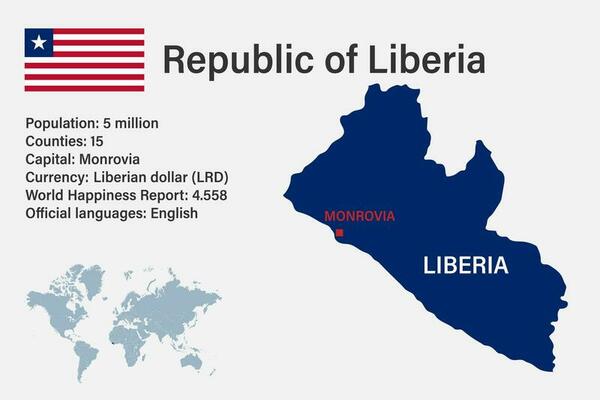 Republic of Liberia
Population: 5 million
Counties: 15
Capital: Monrovia
Currency: Liberian dollar (LRD)
World Happiness Report: 4.558
Official languages: English
MONROVIA
LIBERIA